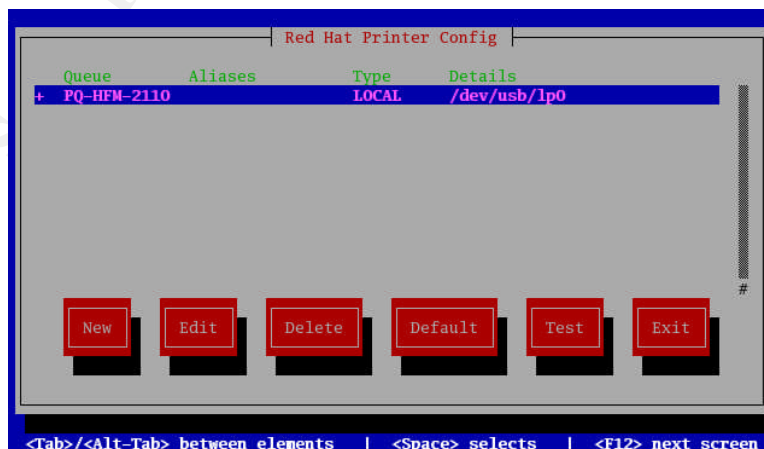 Red Hat Printer Config
Queue Aliases Type Details
+ PQ-HFM-2110 LOCAL /dev/usb/lp0
#
New Edit Delete Default Test Exit
<Tab>/<Alt-Tab> between elements | <Space> selects | <F12> next screen